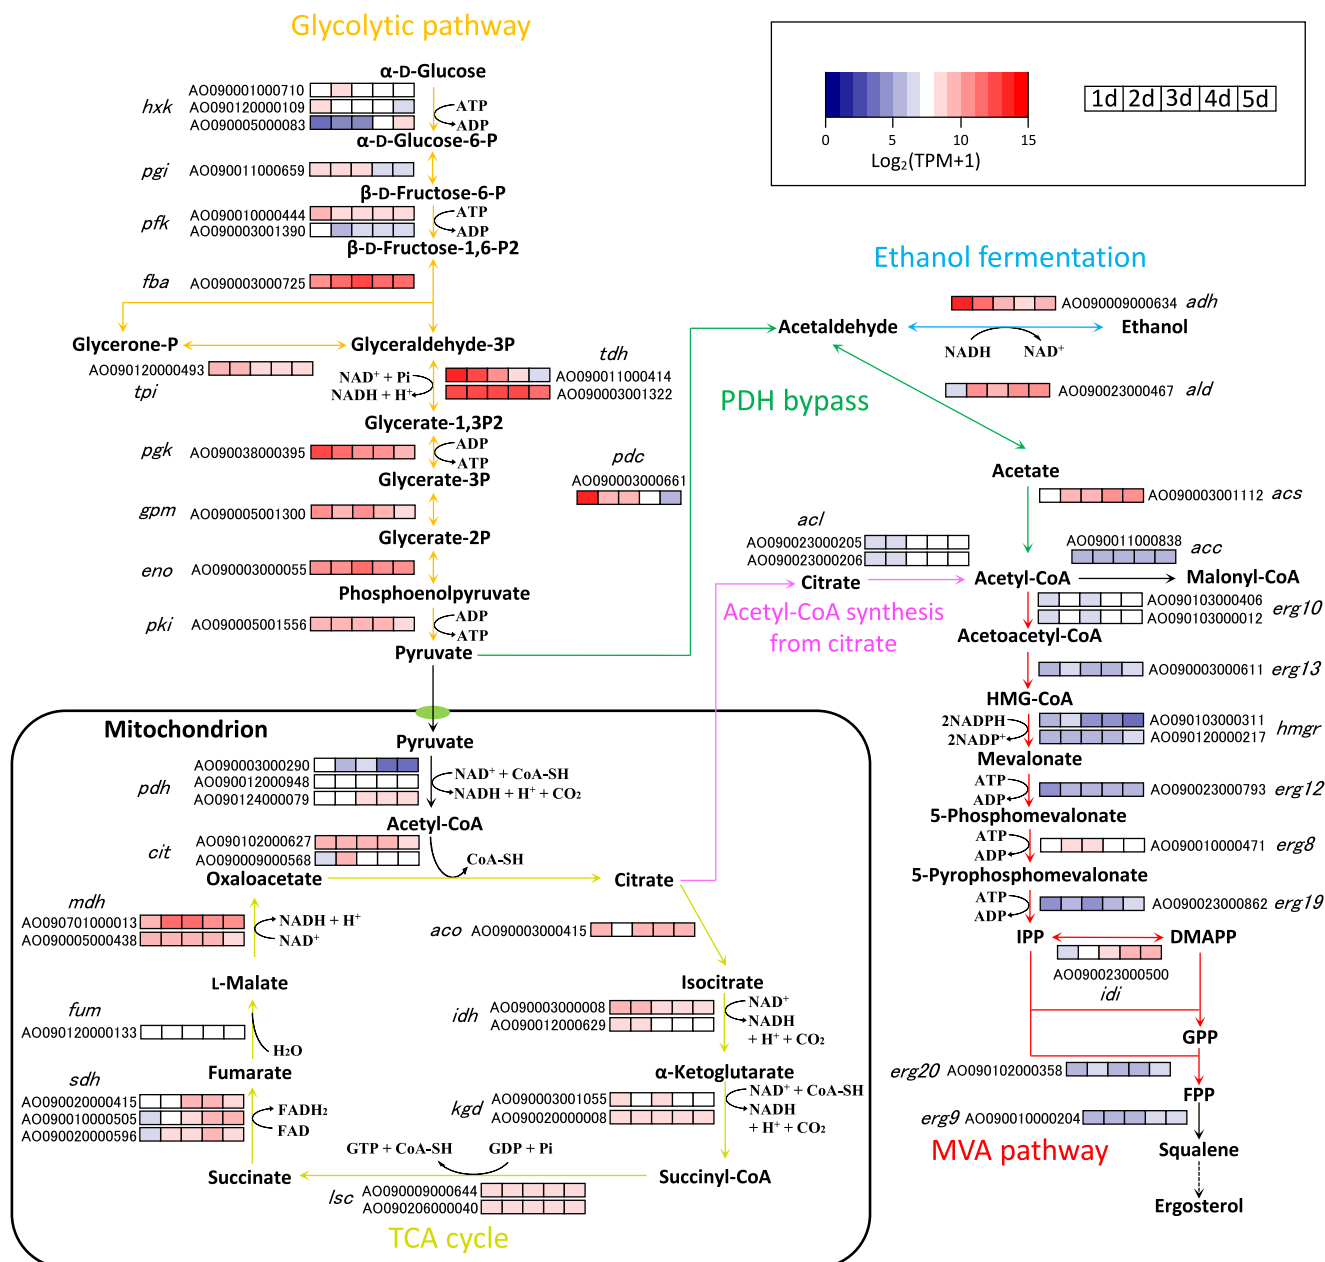 Glycolytic pathway
α-D-Glucose
hxk
AO090001000710
AO090120000109
AO090005000083
ATP
ADP
α-D-Glucose-6-P
pgi
AO090011000659
β-D-Fructose-6-P
pfk
AO090010000444
AO090003001390
ATP
ADP
β-D-Fructose-1,6-P2
fba
AO090003000725
Glycerone-P
Glyceraldehyde-3P
AO090120000493
tpi
NAD⁺ + Pi
NADH + H⁺
tdh
AO090011000414
AO090003001322
Glycerate-1,3P2
pgk
AO090038000395
ADP
ATP
Glycerate-3P
gpm
AO090005001300
Glycerate-2P
eno
AO090003000055
Phosphoenolpyruvate
pki
AO090005001556
ADP
ATP
Pyruvate
0
5
10
15
Log₂(TPM+1)
1d 2d 3d 4d 5d
Ethanol fermentation
AO090009000634 adh
Acetaldehyde
Ethanol
NADH
NAD⁺
AO090023000467 ald
PDH bypass
pdc
AO090003000661
Acetate
AO090003001112 acs
acl
AO090023000205
AO090023000206
AO090011000838
acc
Citrate
Acetyl-CoA
Malonyl-CoA
Acetyl-CoA synthesis
from citrate
AO090103000406
AO090103000012
erg10
Acetoacetyl-CoA
AO090003000611 erg13
HMG-CoA
2NADPH
2NADP⁺
AO090103000311
AO090120000217
hmgr
Mevalonate
ATP
ADP
AO090023000793 erg12
5-Phosphomevalonate
ATP
ADP
AO090010000471 erg8
5-Pyrophosphomevalonate
ATP
ADP
AO090023000862 erg19
IPP
DMAPP
AO090023000500
idi
GPP
erg20 AO090102000358
FPP
erg9 AO090010000204
MVA pathway
Squalene
Ergosterol
Mitochondrion
Pyruvate
pdh
AO090003000290
AO090012000948
AO090124000079
NAD⁺ + CoA-SH
NADH + H⁺ + CO₂
Acetyl-CoA
cit
AO090102000627
AO090009000568
CoA-SH
Oxaloacetate
Citrate
mdh
AO090701000013
AO090005000438
NADH + H⁺
NAD⁺
aco AO090003000415
L-Malate
Isocitrate
fum
AO090120000133
H₂O
idh
AO090003000008
AO090012000629
NAD⁺
NADH
+ H⁺ + CO₂
Fumarate
α-Ketoglutarate
sdh
AO090020000415
AO090010000505
AO090020000596
FADH₂
FAD
kgd
AO090003001055
AO090020000008
NAD⁺ + CoA-SH
NADH
+ H⁺ + CO₂
GTP + CoA-SH
GDP + Pi
Succinate
Succinyl-CoA
lsc
AO090009000644
AO090206000040
TCA cycle